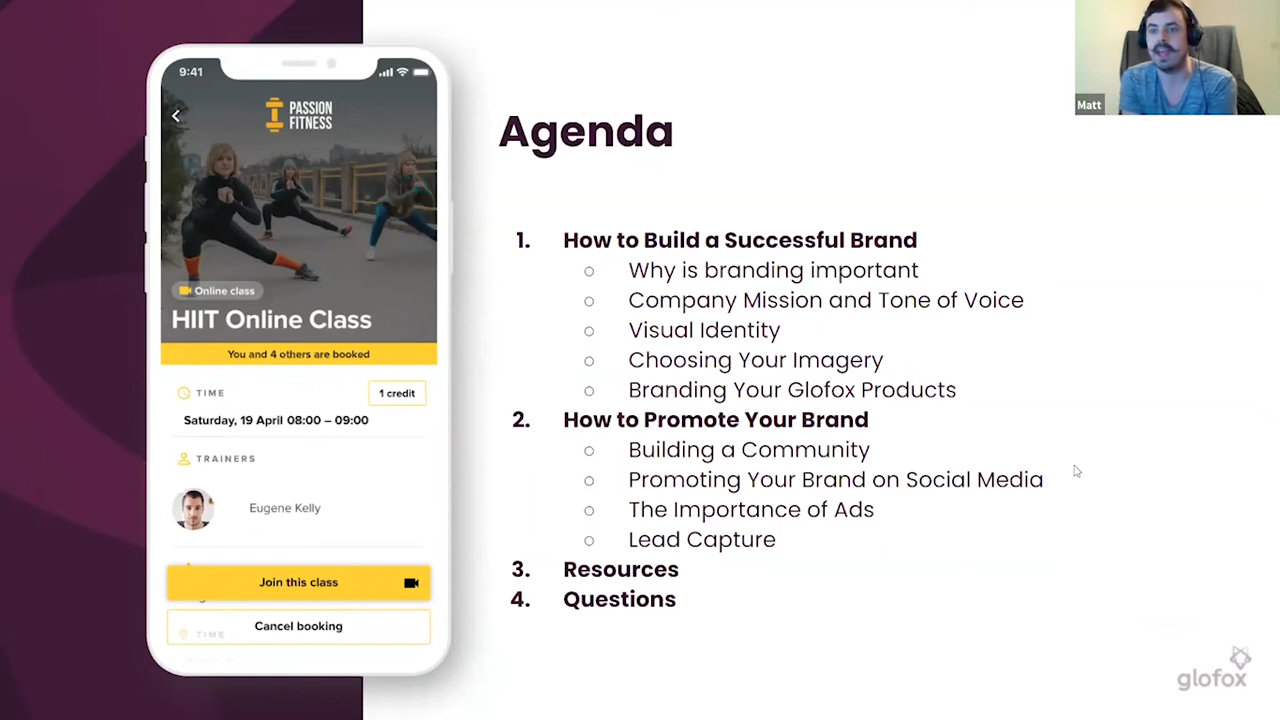 9:41
PASSION
FITNESS
Online class
HIIT Online Class
You and 4 others are booked
TIME
1 credit
Saturday, 19 April 08:00 – 09:00
TRAINERS
Eugene Kelly
Join this class
Cancel booking
TIME
Agenda
1. How to Build a Successful Brand
○ Why is branding important
○ Company Mission and Tone of Voice
○ Visual Identity
○ Choosing Your Imagery
○ Branding Your Glofox Products
2. How to Promote Your Brand
○ Building a Community
○ Promoting Your Brand on Social Media
○ The Importance of Ads
○ Lead Capture
3. Resources
4. Questions
Matt
glofox